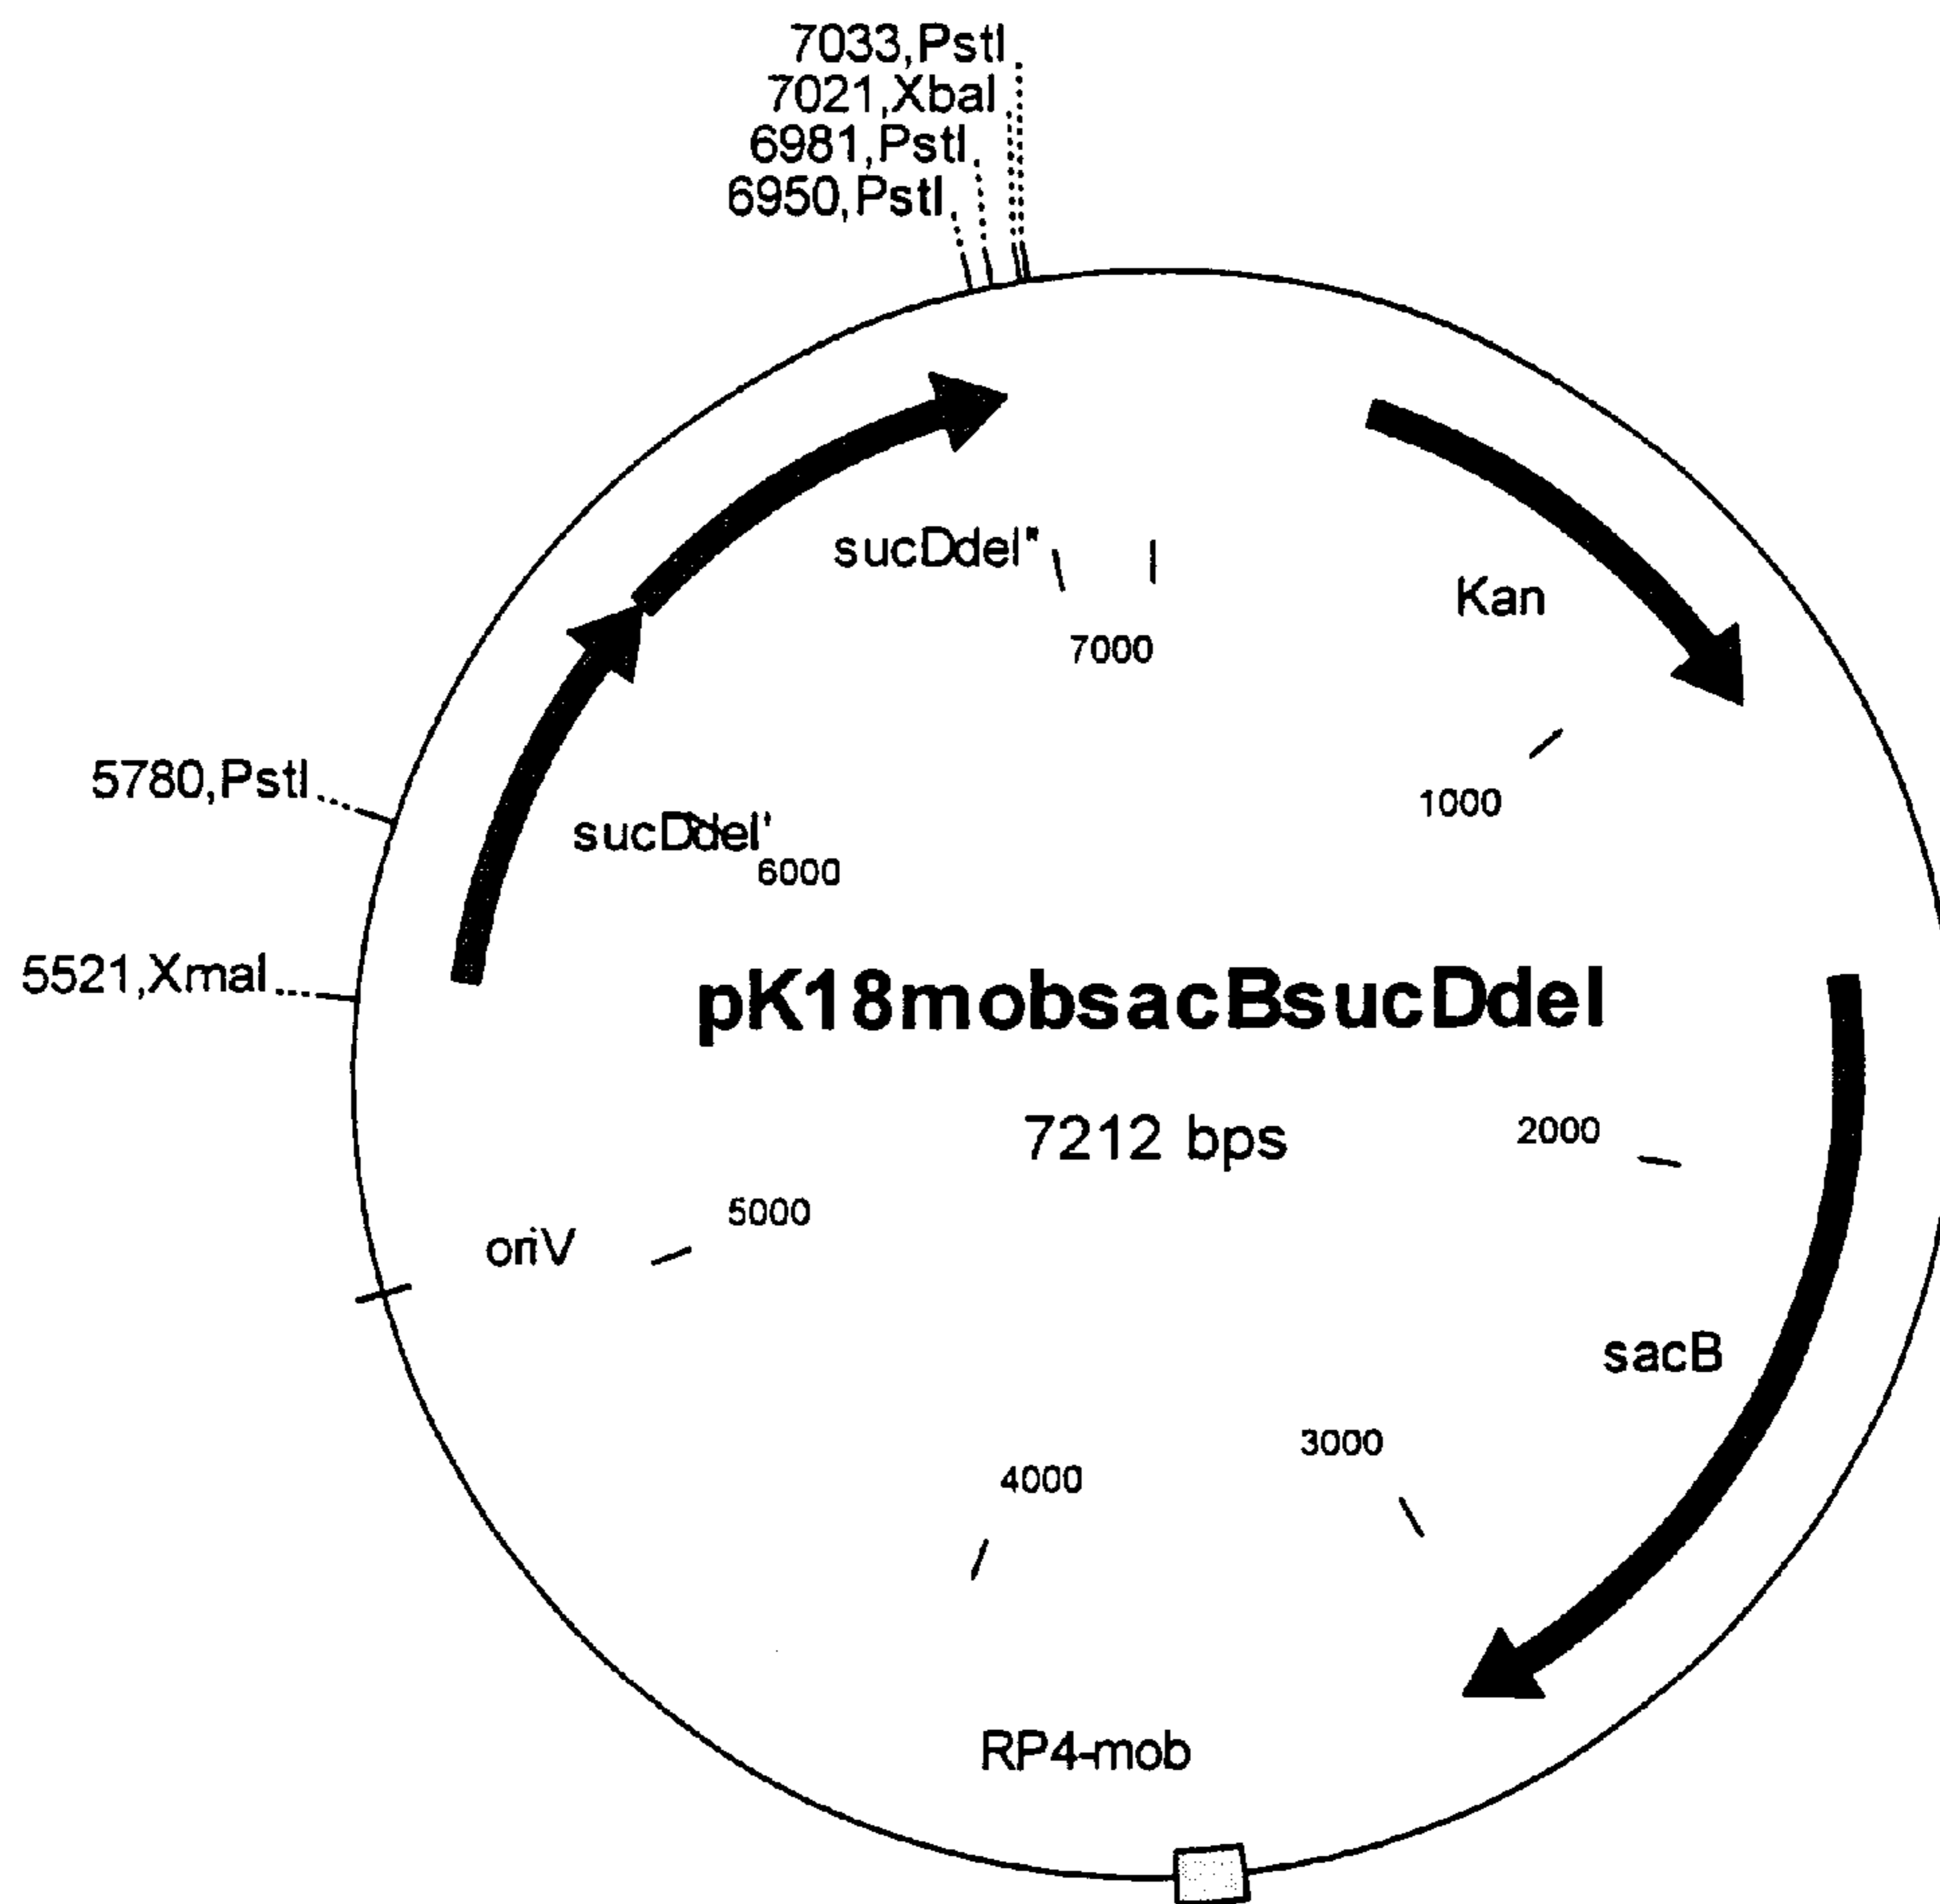 7033,PstI
7021,XbaI
6981,PstI
6950,PstI
sucDdel"
Kan
7000
1000
5780,PstI
sucDdel'
6000
5521,XmaI
pK18mobsacBsucDdel
7212 bps
2000
5000
oriV
sacB
3000
4000
RP4-mob